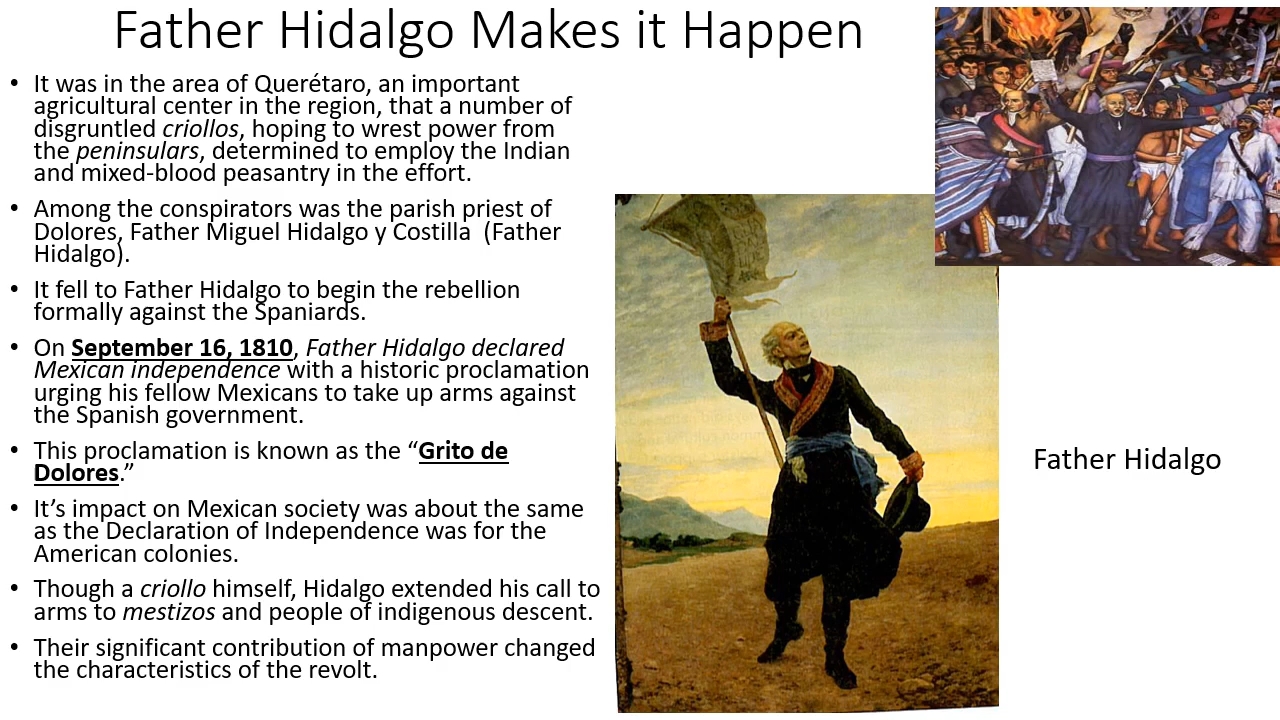 Father Hidalgo Makes it Happen
• It was in the area of Querétaro, an important
agricultural center in the region, that a number of
disgruntled criollos, hoping to wrest power from
the peninsulars, determined to employ the Indian
and mixed-blood peasantry in the effort.
• Among the conspirators was the parish priest of
Dolores, Father Miguel Hidalgo y Costilla  (Father
Hidalgo).
• It fell to Father Hidalgo to begin the rebellion
formally against the Spaniards.
• On September 16, 1810, Father Hidalgo declared
Mexican independence with a historic proclamation
urging his fellow Mexicans to take up arms against
the Spanish government.
• This proclamation is known as the “Grito de
Dolores.”
• It’s impact on Mexican society was about the same
as the Declaration of Independence was for the
American colonies.
• Though a criollo himself, Hidalgo extended his call to
arms to mestizos and people of indigenous descent.
• Their significant contribution of manpower changed
the characteristics of the revolt.
Father Hidalgo